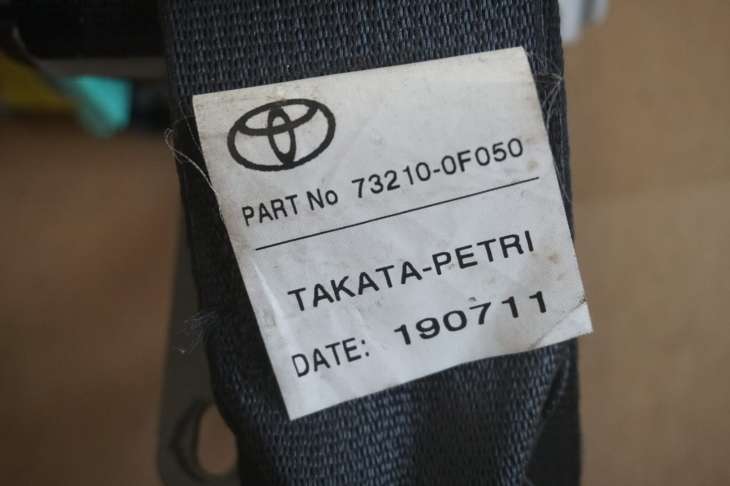 PART No 73210-0F050
TAKATA-PETRI
DATE: 190711